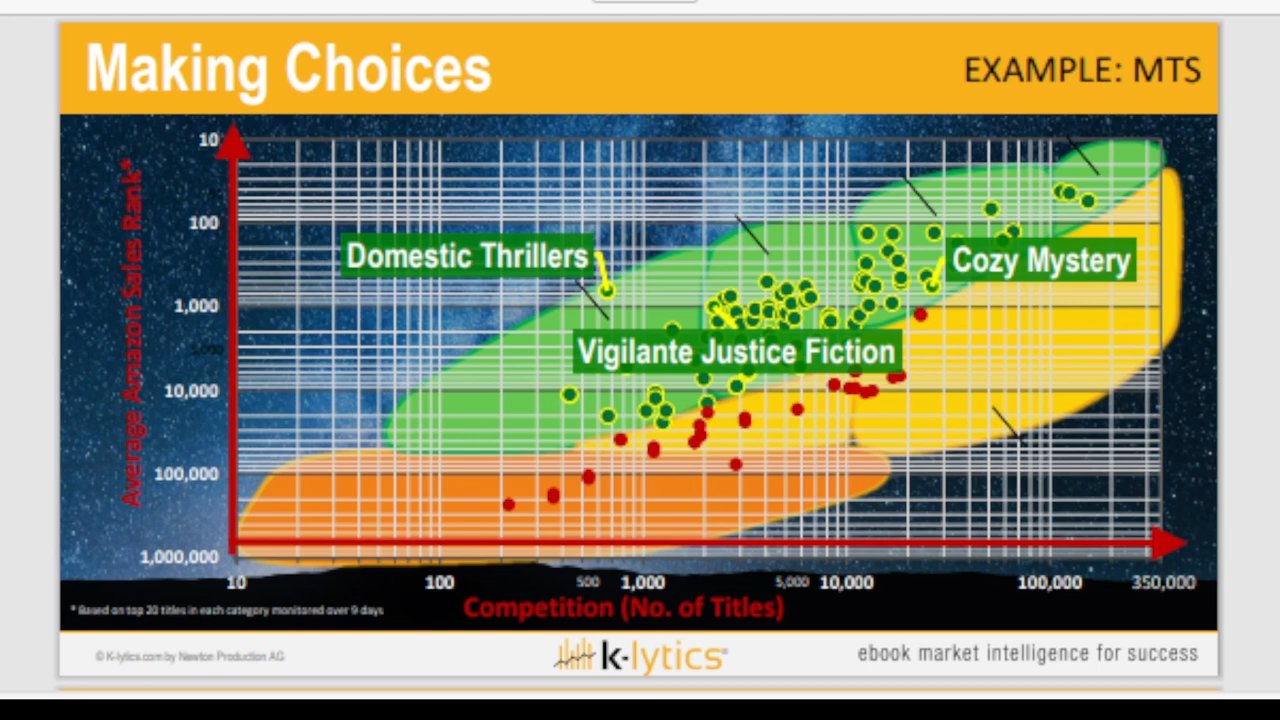 Making Choices
EXAMPLE: MTS
Average Amazon Sales Rank*
10
100
1,000
5,000
10,000
100,000
1,000,000
Domestic Thrillers
Cozy Mystery
Vigilante Justice Fiction
10 100 500 1,000 5,000 10,000 100,000 350,000
* Based on top 20 titles in each category monitored over 9 days
Competition (No. of Titles)
© K-lytics.com by Newton Production AG
k-lytics®
ebook market intelligence for success